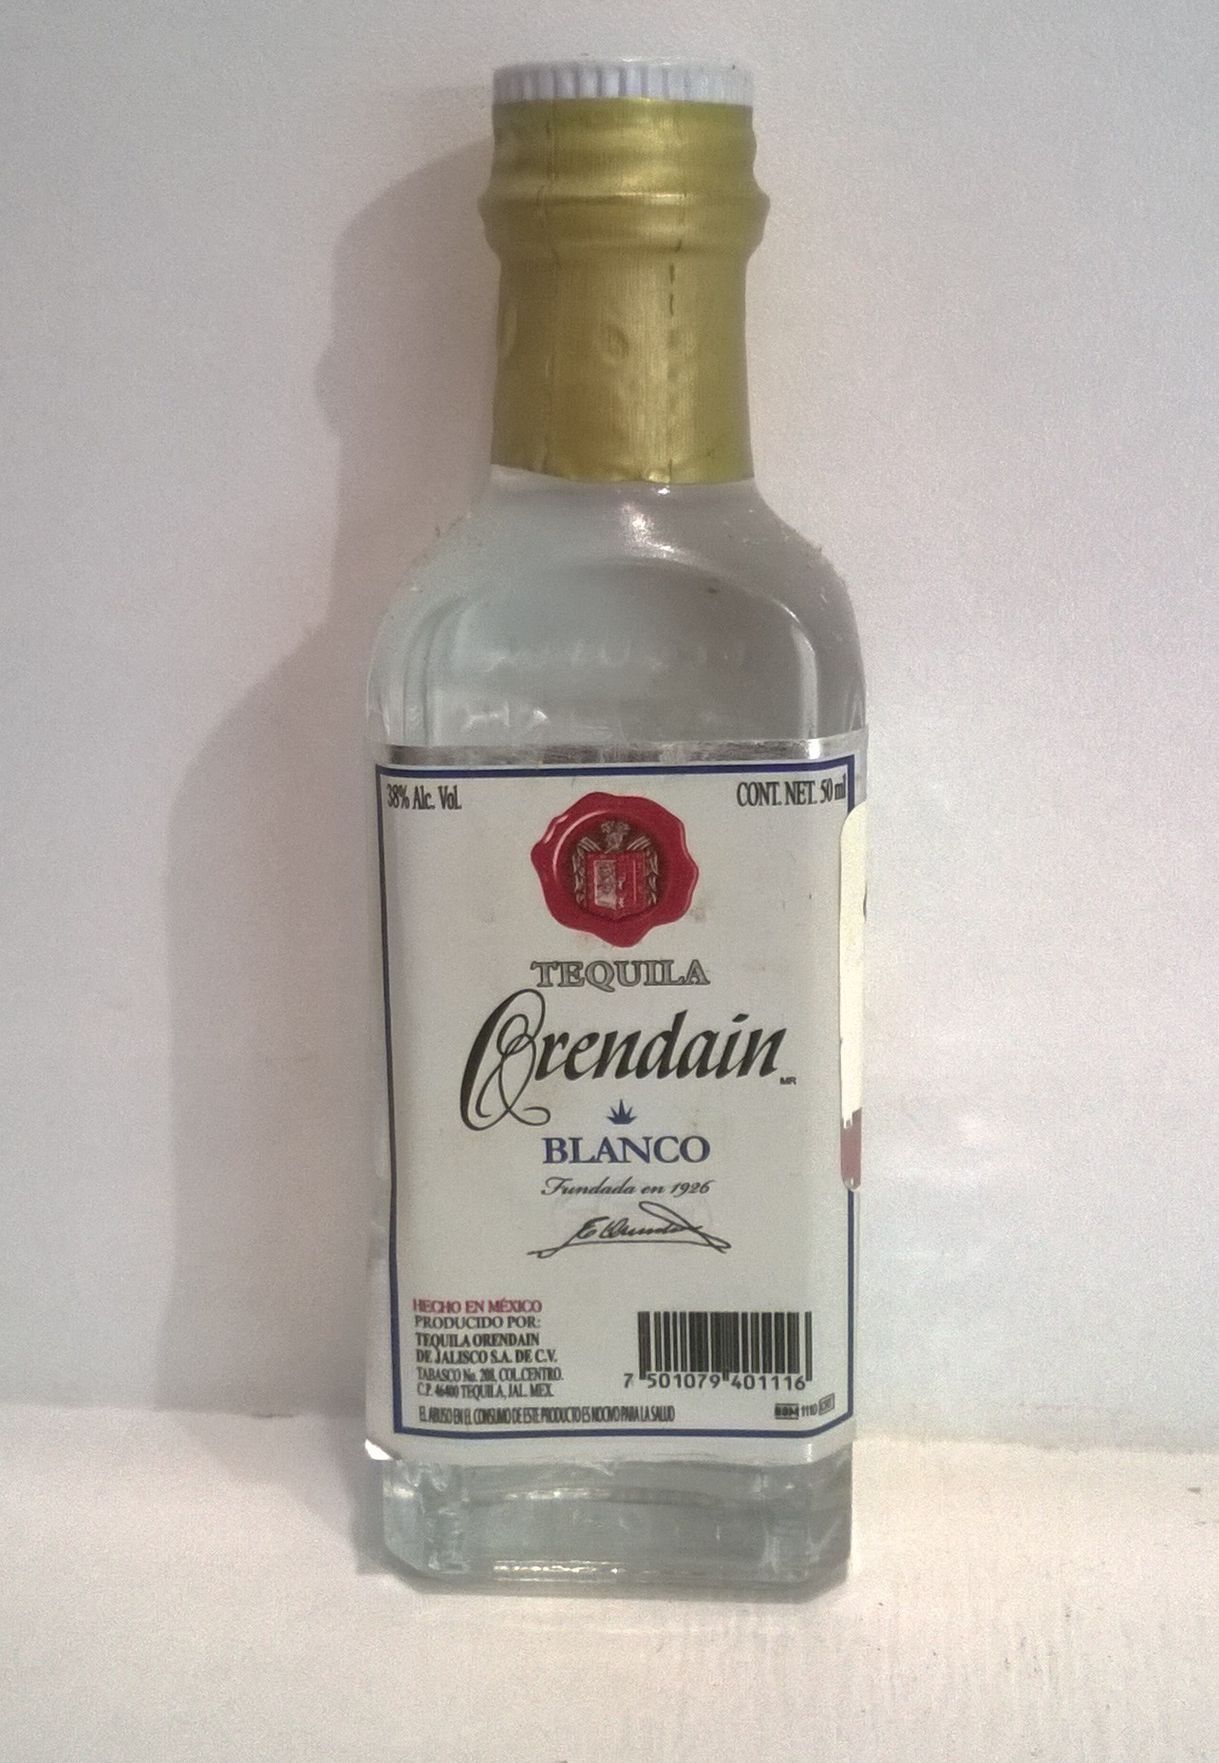 38% Alc. Vol.
CONT. NET. 50 ml
TEQUILA
Orendain
MR
BLANCO
Fundada en 1926
HECHO EN MÉXICO
PRODUCIDO POR:
TEQUILA ORENDAIN
DE JALISCO S.A. DE C.V.
TABASCO No. 208, COL.CENTRO.
C.P. 46400 TEQUILA, JAL. MEX.
EL ABUSO EN EL CONSUMO DE ESTE PRODUCTO ES NOCIVO PARA LA SALUD
7 501079 401116
1110